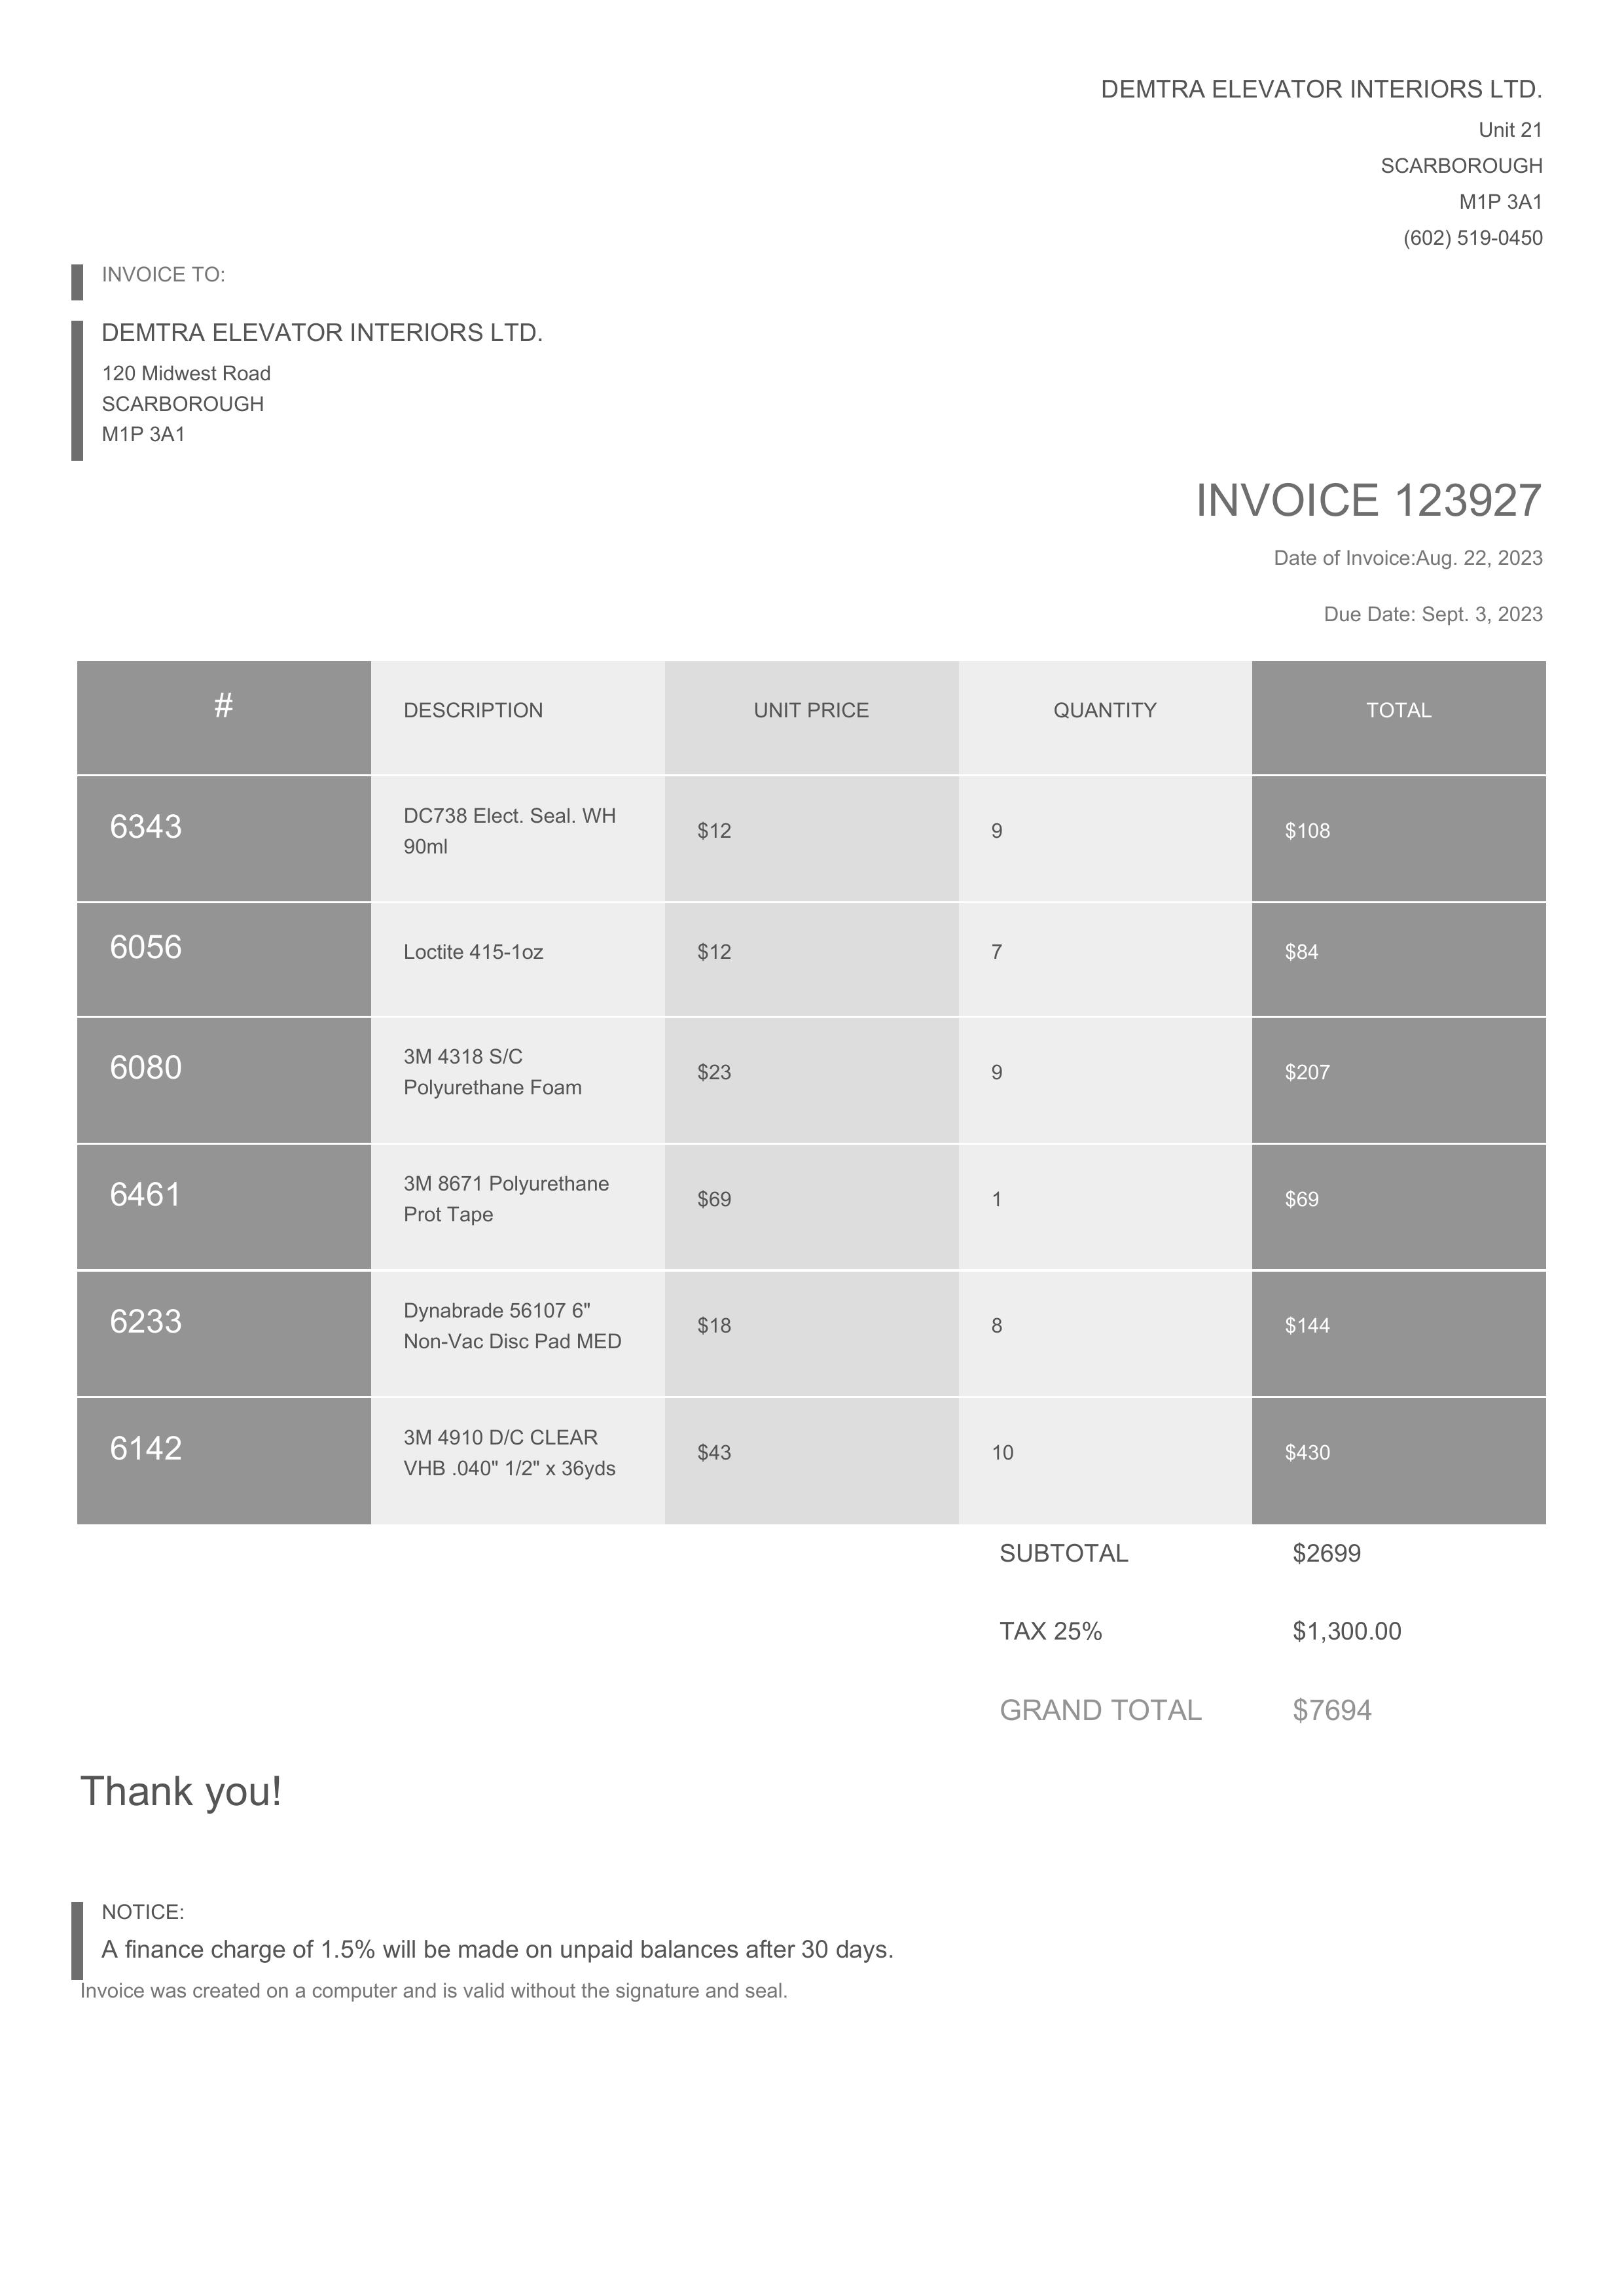 DEMTRA ELEVATOR INTERIORS LTD.
Unit 21
SCARBOROUGH
M1P 3A1
(602) 519-0450
INVOICE TO:
DEMTRA ELEVATOR INTERIORS LTD.
120 Midwest Road
SCARBOROUGH
M1P 3A1
INVOICE 123927
Date of Invoice:Aug. 22, 2023
Due Date: Sept. 3, 2023
# DESCRIPTION UNIT PRICE QUANTITY TOTAL
6343 DC738 Elect. Seal. WH $12 9 $108
90ml
6056 Loctite 415-1oz $12 7 $84
6080 3M 4318 S/C $23 9 $207
Polyurethane Foam
6461 3M 8671 Polyurethane $69 1 $69
Prot Tape
6233 Dynabrade 56107 6" $18 8 $144
Non-Vac Disc Pad MED
6142 3M 4910 D/C CLEAR $43 10 $430
VHB .040" 1/2" x 36yds
SUBTOTAL $2699
TAX 25% $1,300.00
GRAND TOTAL $7694
Thank you!
NOTICE:
A finance charge of 1.5% will be made on unpaid balances after 30 days.
Invoice was created on a computer and is valid without the signature and seal.